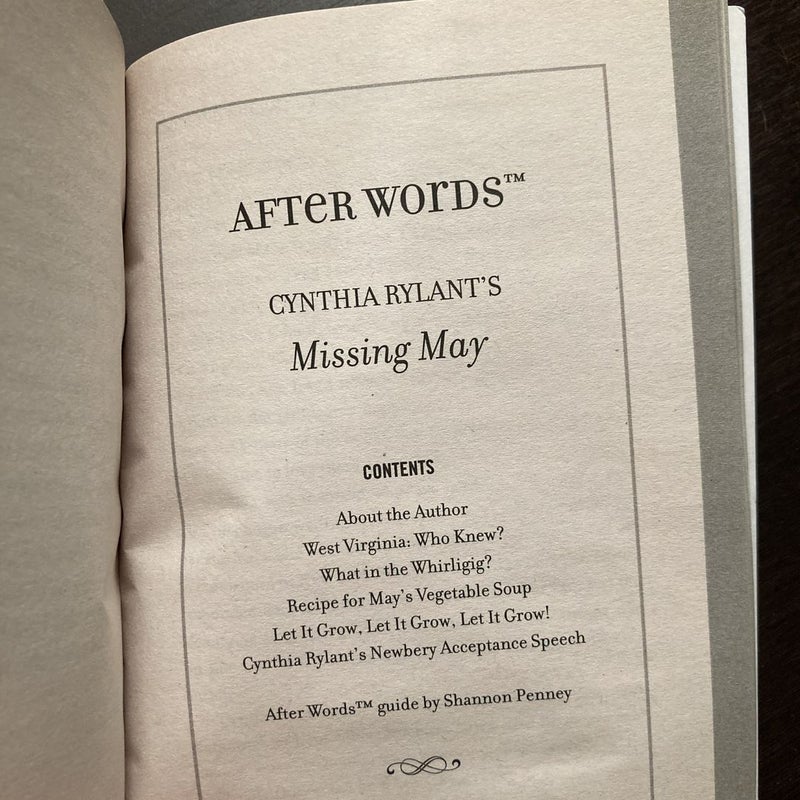 AFTER WORDS™
CYNTHIA RYLANT'S
Missing May
CONTENTS
About the Author
West Virginia: Who Knew?
What in the Whirligig?
Recipe for May's Vegetable Soup
Let It Grow, Let It Grow, Let It Grow!
Cynthia Rylant's Newbery Acceptance Speech
After Words™ guide by Shannon Penney